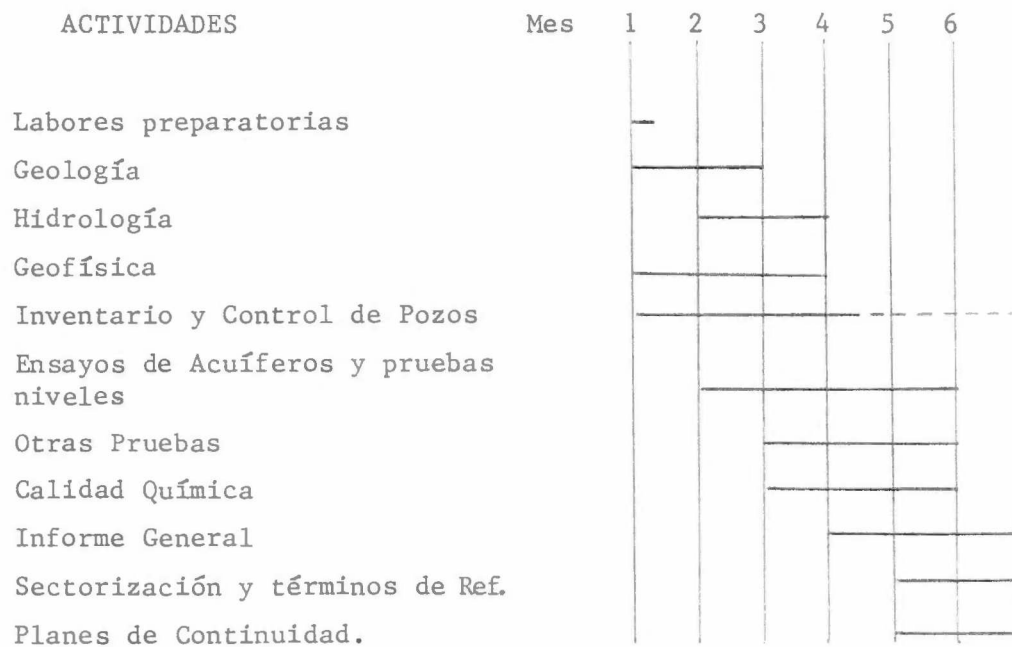 ACTIVIDADES Mes 1 2 3 4 5 6
Labores preparatorias
Geología
Hidrología
Geofísica
Inventario y Control de Pozos
Ensayos de Acuíferos y pruebas
niveles
Otras Pruebas
Calidad Química
Informe General
Sectorización y términos de Ref.
Planes de Continuidad.